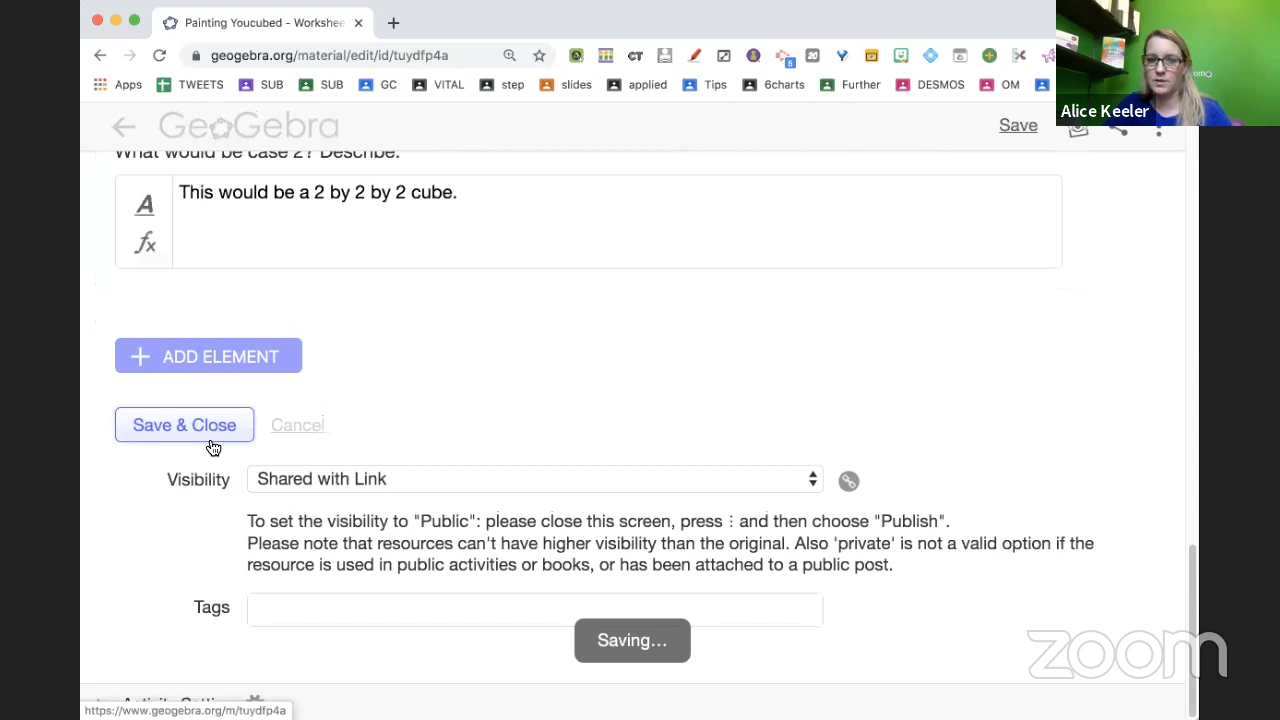 Painting Youcubed - Workshee
geogebra.org/material/edit/id/tuydfp4a
Apps TWEETS SUB SUB GC VITAL step slides applied Tips 6charts Further DESMOS OM
Alice Keeler
GeoGebra
Save
What would be case 2? Describe.
This would be a 2 by 2 by 2 cube.
+ ADD ELEMENT
Save & Close Cancel
Visibility Shared with Link
To set the visibility to "Public": please close this screen, press ⋮ and then choose "Publish".
Please note that resources can't have higher visibility than the original. Also 'private' is not a valid option if the
resource is used in public activities or books, or has been attached to a public post.
Tags
Saving...
zoom
https://www.geogebra.org/m/tuydfp4a